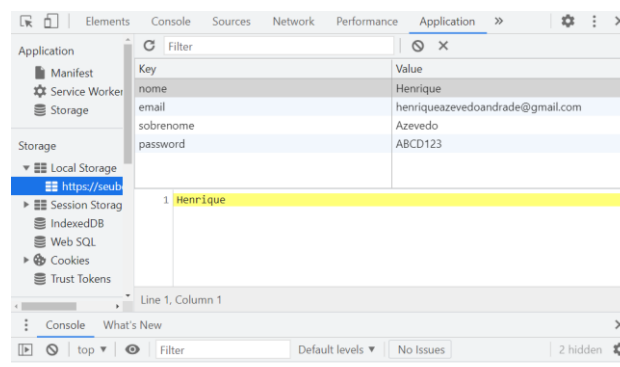 Elements Console Sources Network Performance Application »
Application
Manifest
Service Worker
Storage
Storage
Local Storage
https://seub
Session Storag
IndexedDB
Web SQL
Cookies
Trust Tokens
Filter
Key Value
nome Henrique
email henriqueazevedoandrade@gmail.com
sobrenome Azevedo
password ABCD123
1 Henrique
Line 1, Column 1
Console What's New
top ▼ Filter Default levels ▼ No Issues 2 hidden